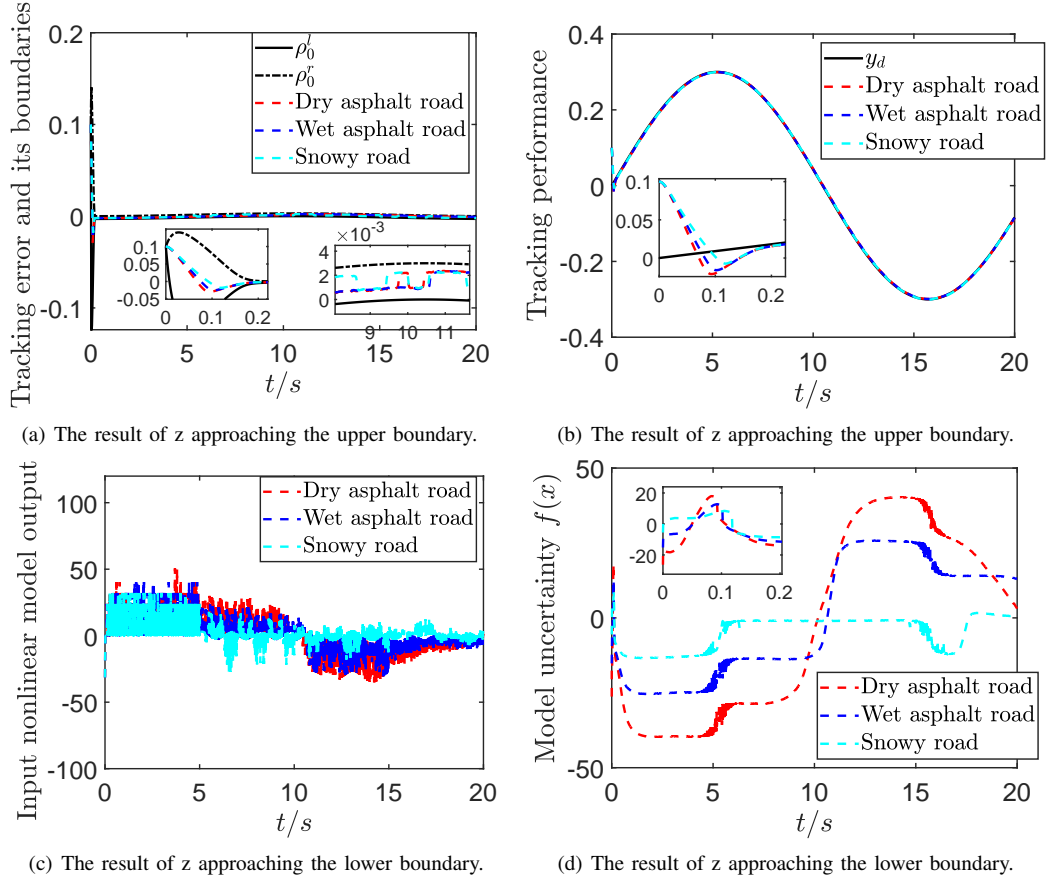 Tracking error and its boundaries
0.2
0.1
0
-0.1
ρ₀ˡ
ρ₀ʳ
Dry asphalt road
Wet asphalt road
Snowy road
0.1
0.05
0
-0.05
0 0.1 0.2
×10⁻³
4
2
0
9 10 11
0 5 10 15 20
t/s
(a) The result of z approaching the upper boundary.
Tracking performance
0.4
0.2
0
-0.2
-0.4
y_d
Dry asphalt road
Wet asphalt road
Snowy road
0.1
0.05
0
0 0.1 0.2
0 5 10 15 20
t/s
(b) The result of z approaching the upper boundary.
Input nonlinear model output
100
50
0
-50
-100
Dry asphalt road
Wet asphalt road
Snowy road
0 5 10 15 20
t/s
(c) The result of z approaching the lower boundary.
Model uncertainty f(x)
50
0
-50
20
0
-20
0 0.1 0.2
Dry asphalt road
Wet asphalt road
Snowy road
0 5 10 15 20
t/s
(d) The result of z approaching the lower boundary.